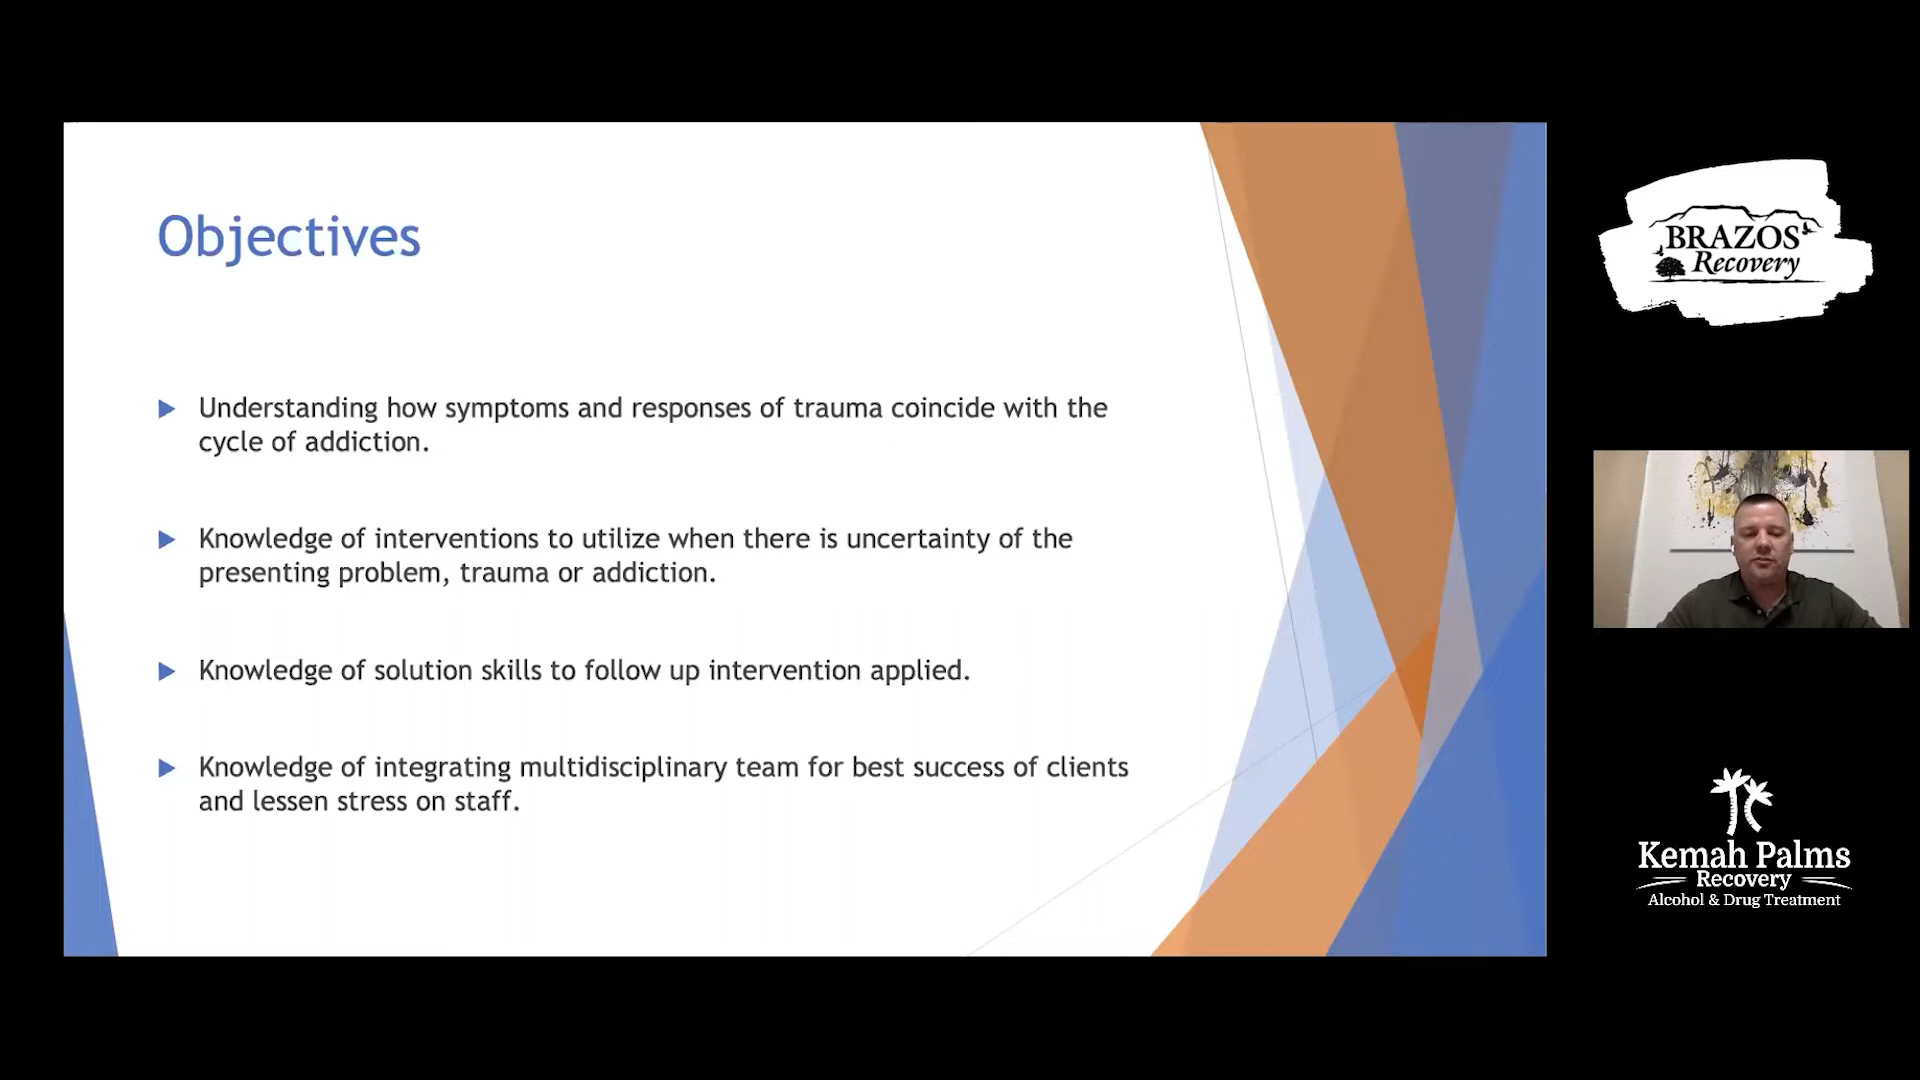 Objectives
Understanding how symptoms and responses of trauma coincide with the
cycle of addiction.
Knowledge of interventions to utilize when there is uncertainty of the
presenting problem, trauma or addiction.
Knowledge of solution skills to follow up intervention applied.
Knowledge of integrating multidisciplinary team for best success of clients
and lessen stress on staff.
BRAZOS
Recovery
Kemah Palms
Recovery
Alcohol & Drug Treatment